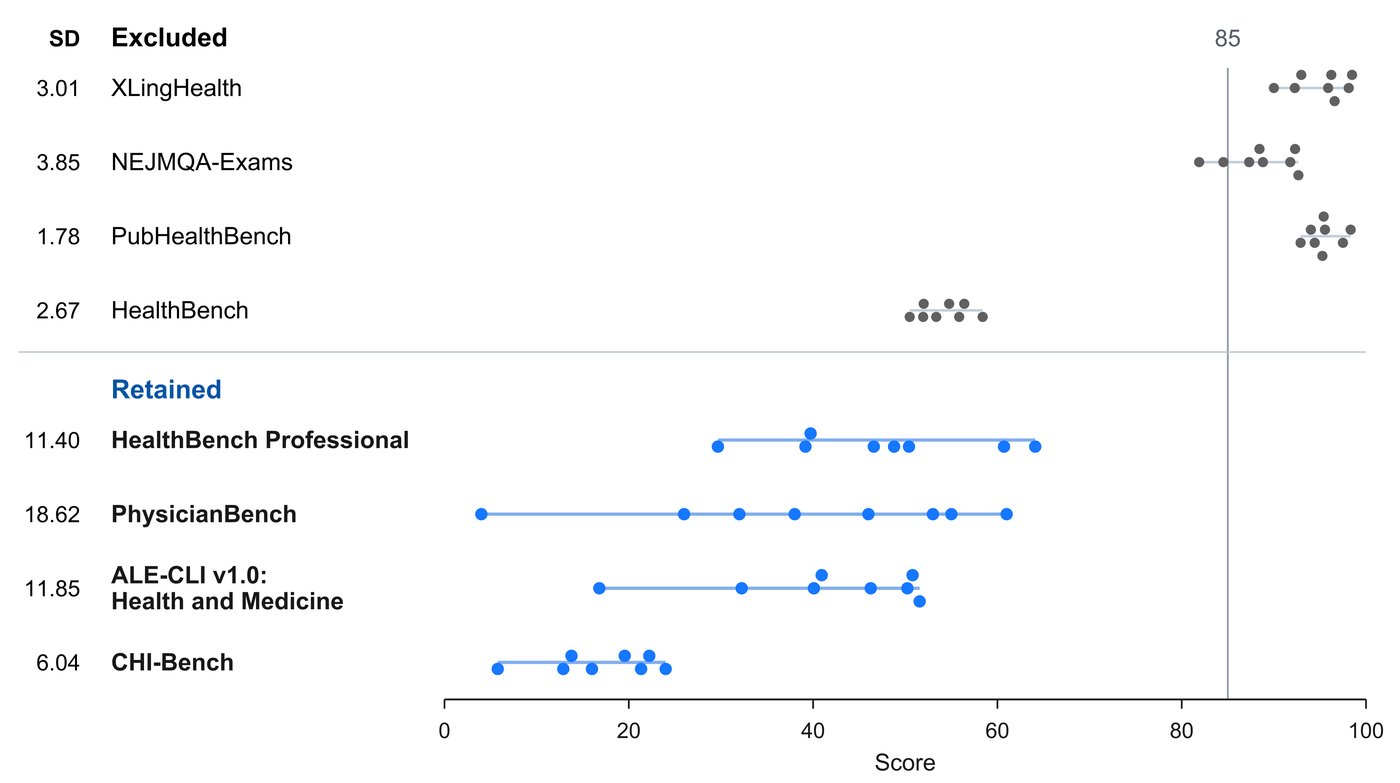 SD Excluded 85
3.01 XLingHealth
3.85 NEJMQA-Exams
1.78 PubHealthBench
2.67 HealthBench
Retained
11.40 HealthBench Professional
18.62 PhysicianBench
11.85 ALE-CLI v1.0:
Health and Medicine
6.04 CHI-Bench
0 20 40 60 80 100
Score